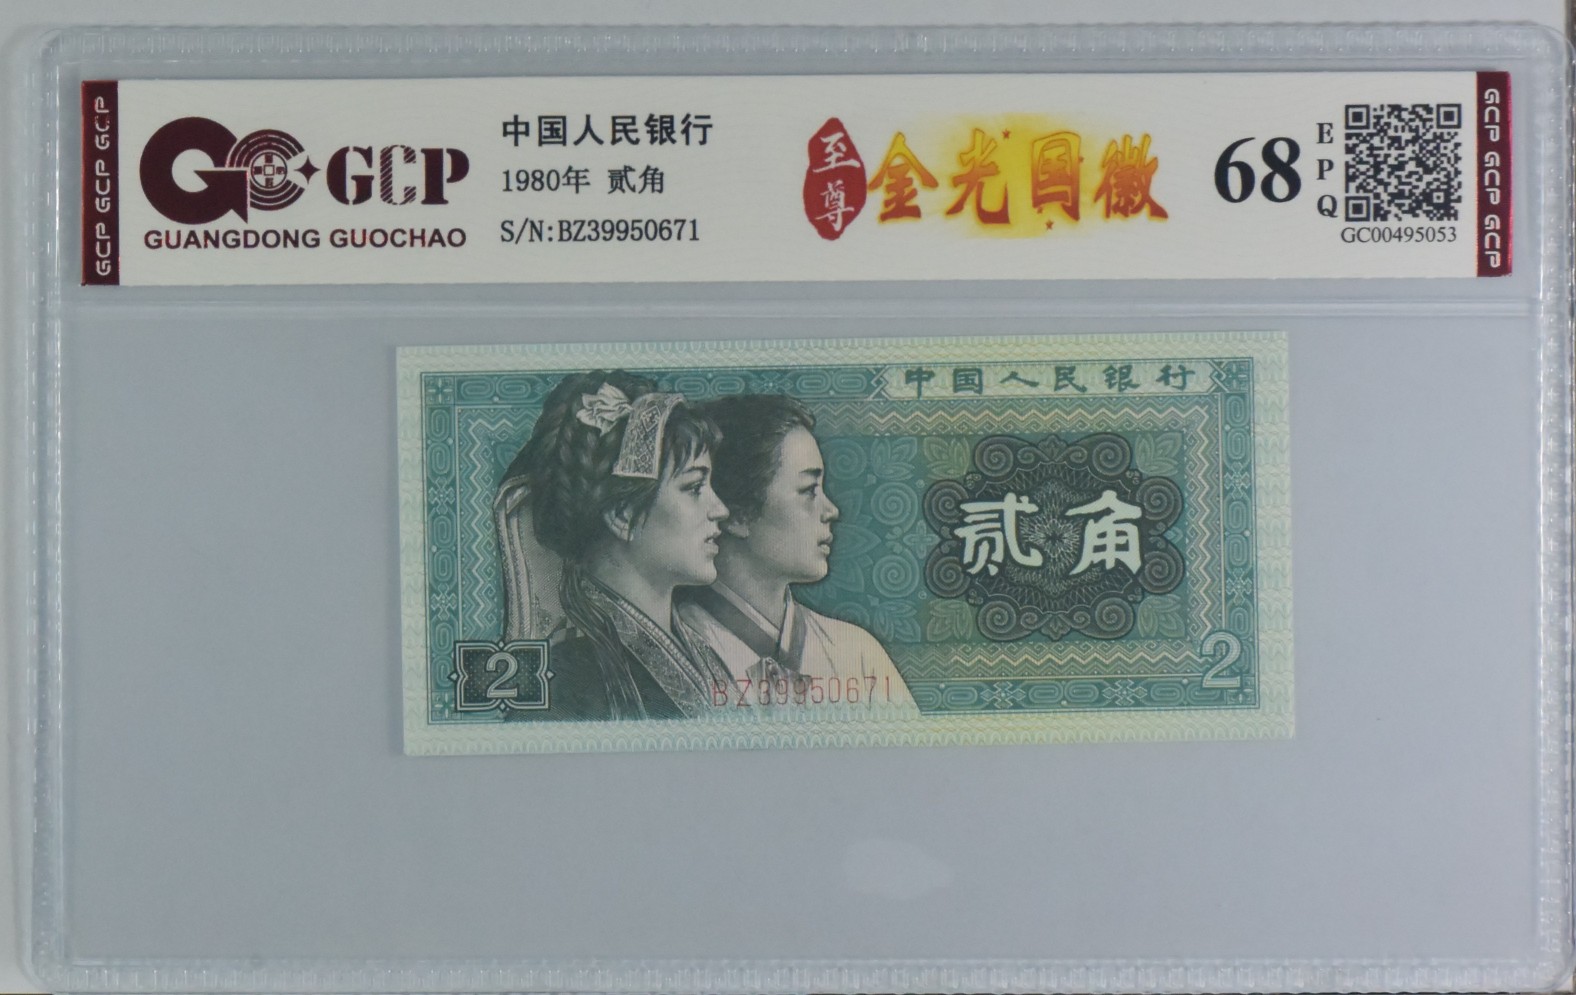 GCP GCP GCP
GCP
GUANGDONG GUOCHAO
中国人民银行
1980年 贰角
S/N:BZ39950671
至尊
金光国徽
68
EPQ
GC00495053
GCP GCP GCP
中国人民银行
贰角
2
2
BZ39950671